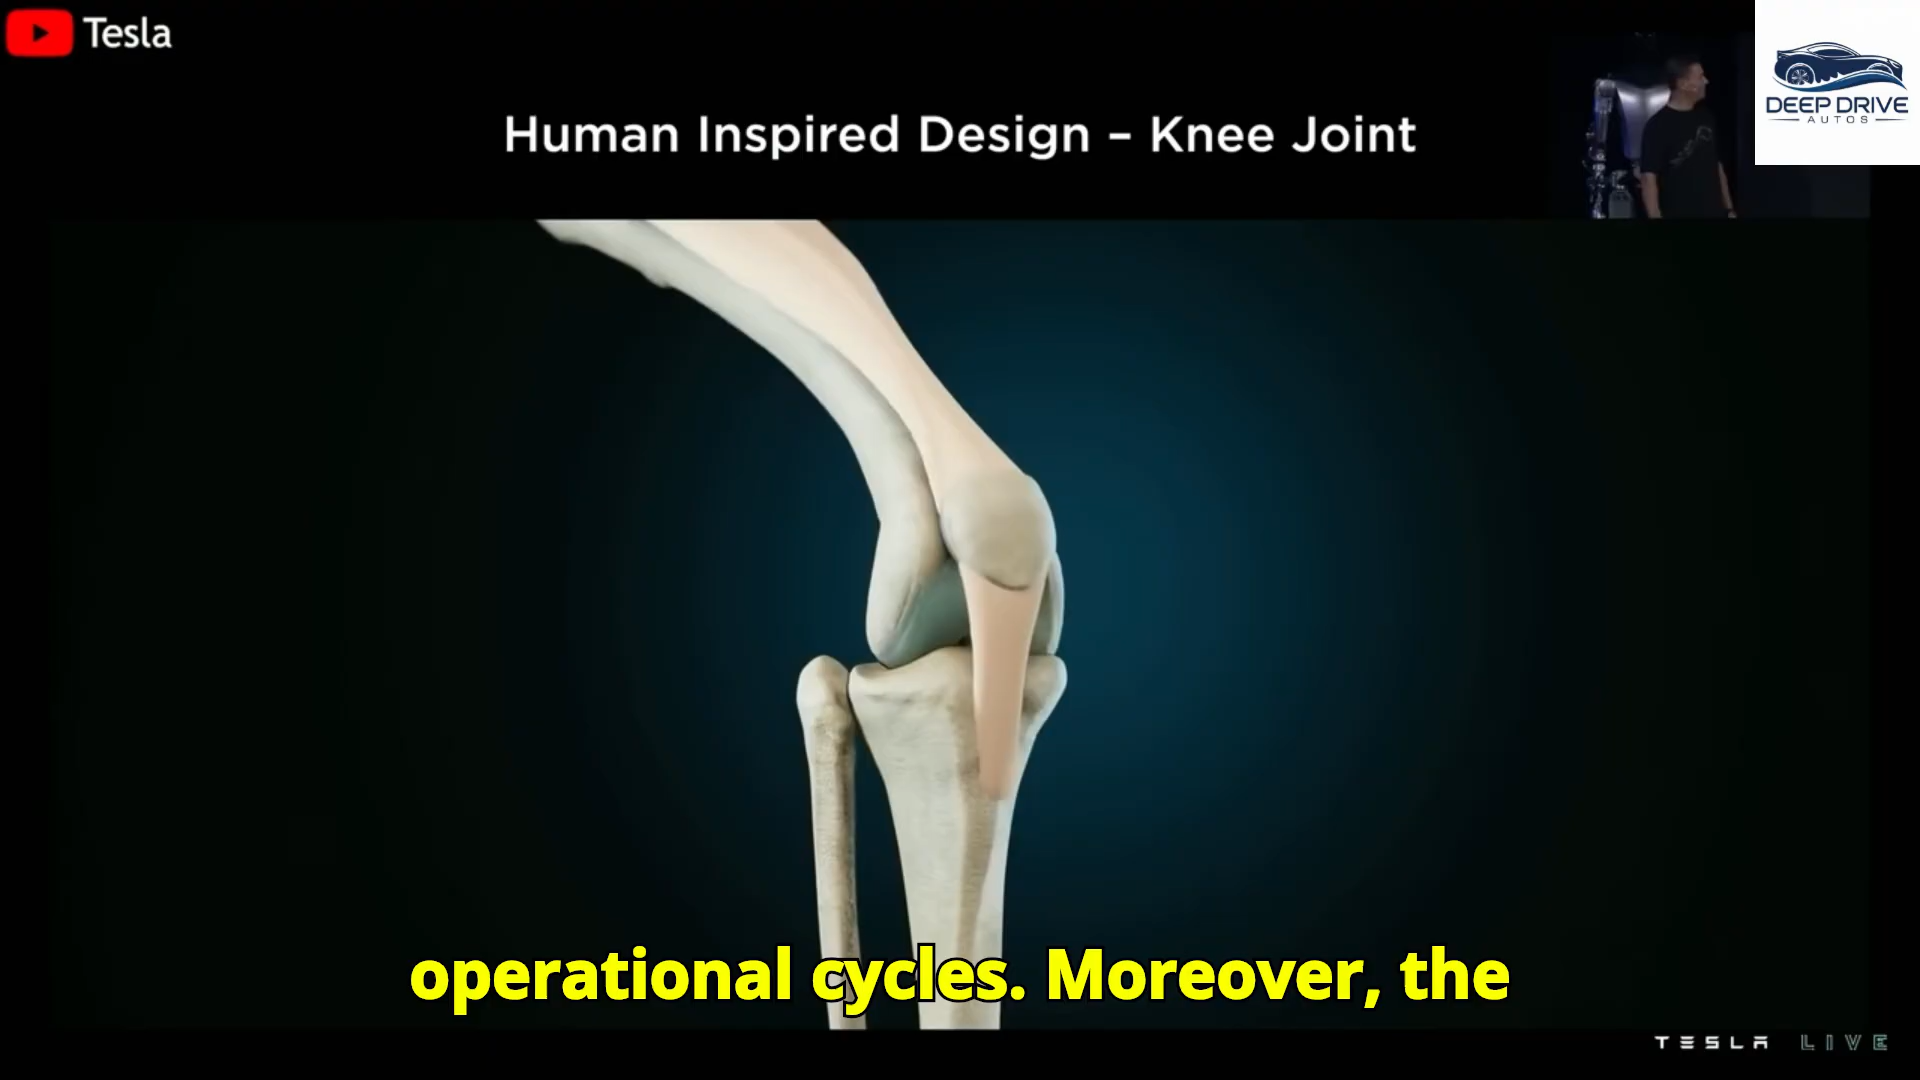 Tesla
DEEP DRIVE
AUTOS
Human Inspired Design – Knee Joint
operational cycles. Moreover, the
TESLA LIVE